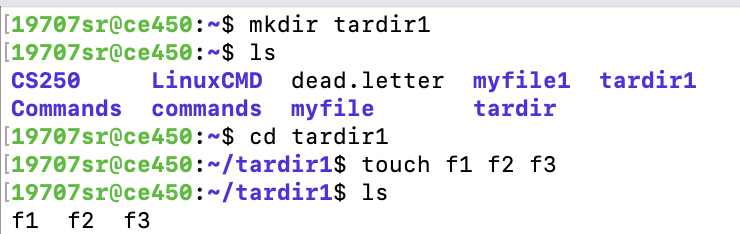 [19707sr@ce450:~$ mkdir tardir1
[19707sr@ce450:~$ ls
CS250     LinuxCMD  dead.letter  myfile1  tardir1
Commands  commands  myfile       tardir
[19707sr@ce450:~$ cd tardir1
[19707sr@ce450:~/tardir1$ touch f1 f2 f3
[19707sr@ce450:~/tardir1$ ls
f1  f2  f3